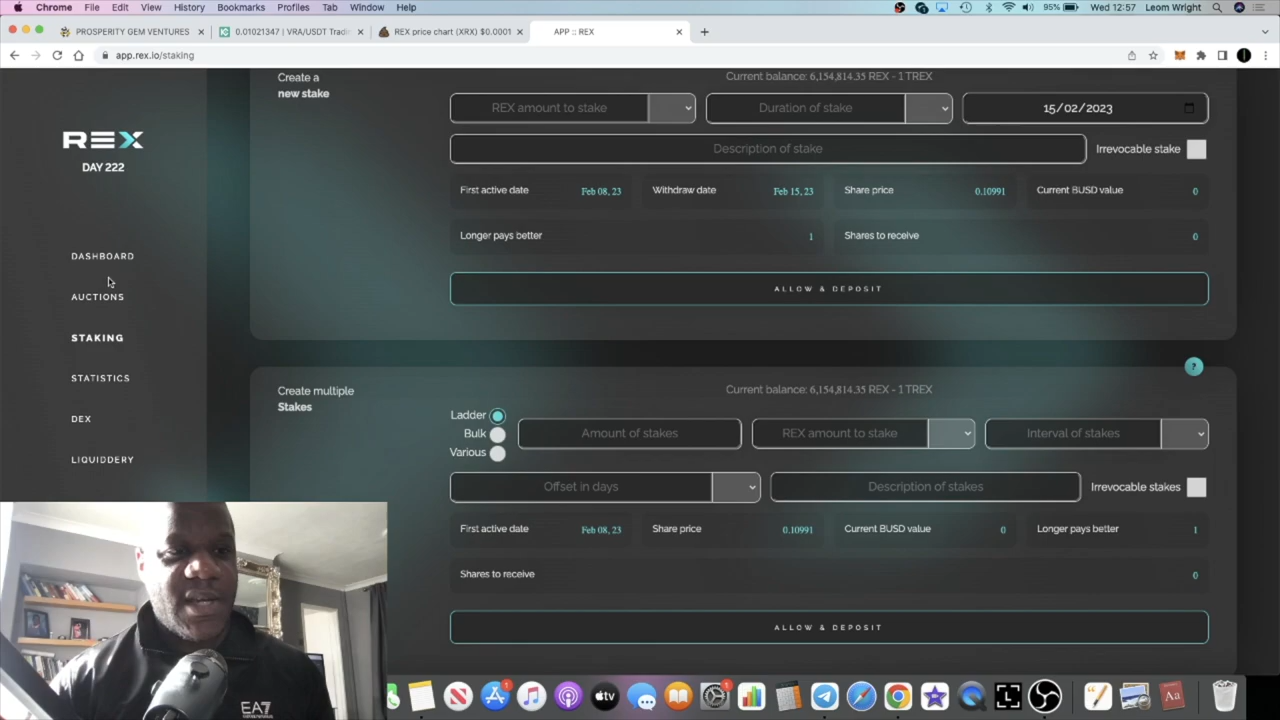 Chrome File Edit View History Bookmarks Profiles Tab Window Help 95% Wed 12:57 Leom Wright
PROSPERITY GEM VENTURES 0.01021347 | VRA/USDT Trad REX price chart (XRX) $0.0001 APP :: REX
app.rex.io/staking
Create a
new stake
Current balance: 6,154,814.35 REX - 1 TREX
REX amount to stake Duration of stake 15/02/2023
Description of stake Irrevocable stake
First active date Feb 08, 23 Withdraw date Feb 15, 23 Share price 0.10991 Current BUSD value 0
Longer pays better 1 Shares to receive 0
ALLOW & DEPOSIT
REX
DAY 222
DASHBOARD
AUCTIONS
STAKING
STATISTICS
DEX
LIQUIDDERY
?
Create multiple
Stakes
Current balance: 6,154,814.35 REX - 1 TREX
Ladder
Bulk
Various
Amount of stakes REX amount to stake Interval of stakes
Offset in days Description of stakes Irrevocable stakes
First active date Feb 08, 23 Share price 0.10991 Current BUSD value 0 Longer pays better 1
Shares to receive 0
ALLOW & DEPOSIT
EA7
tv
Aa